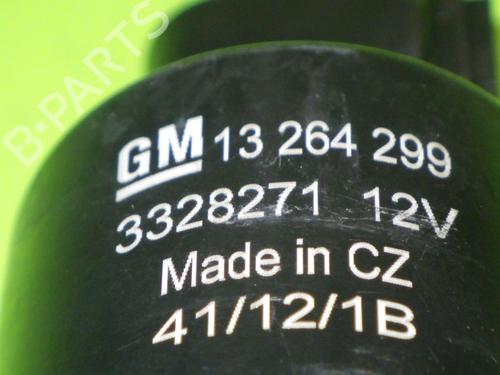 B-PARTS
GM 13 264 299
3328271 12V
Made in CZ
41/12/1B